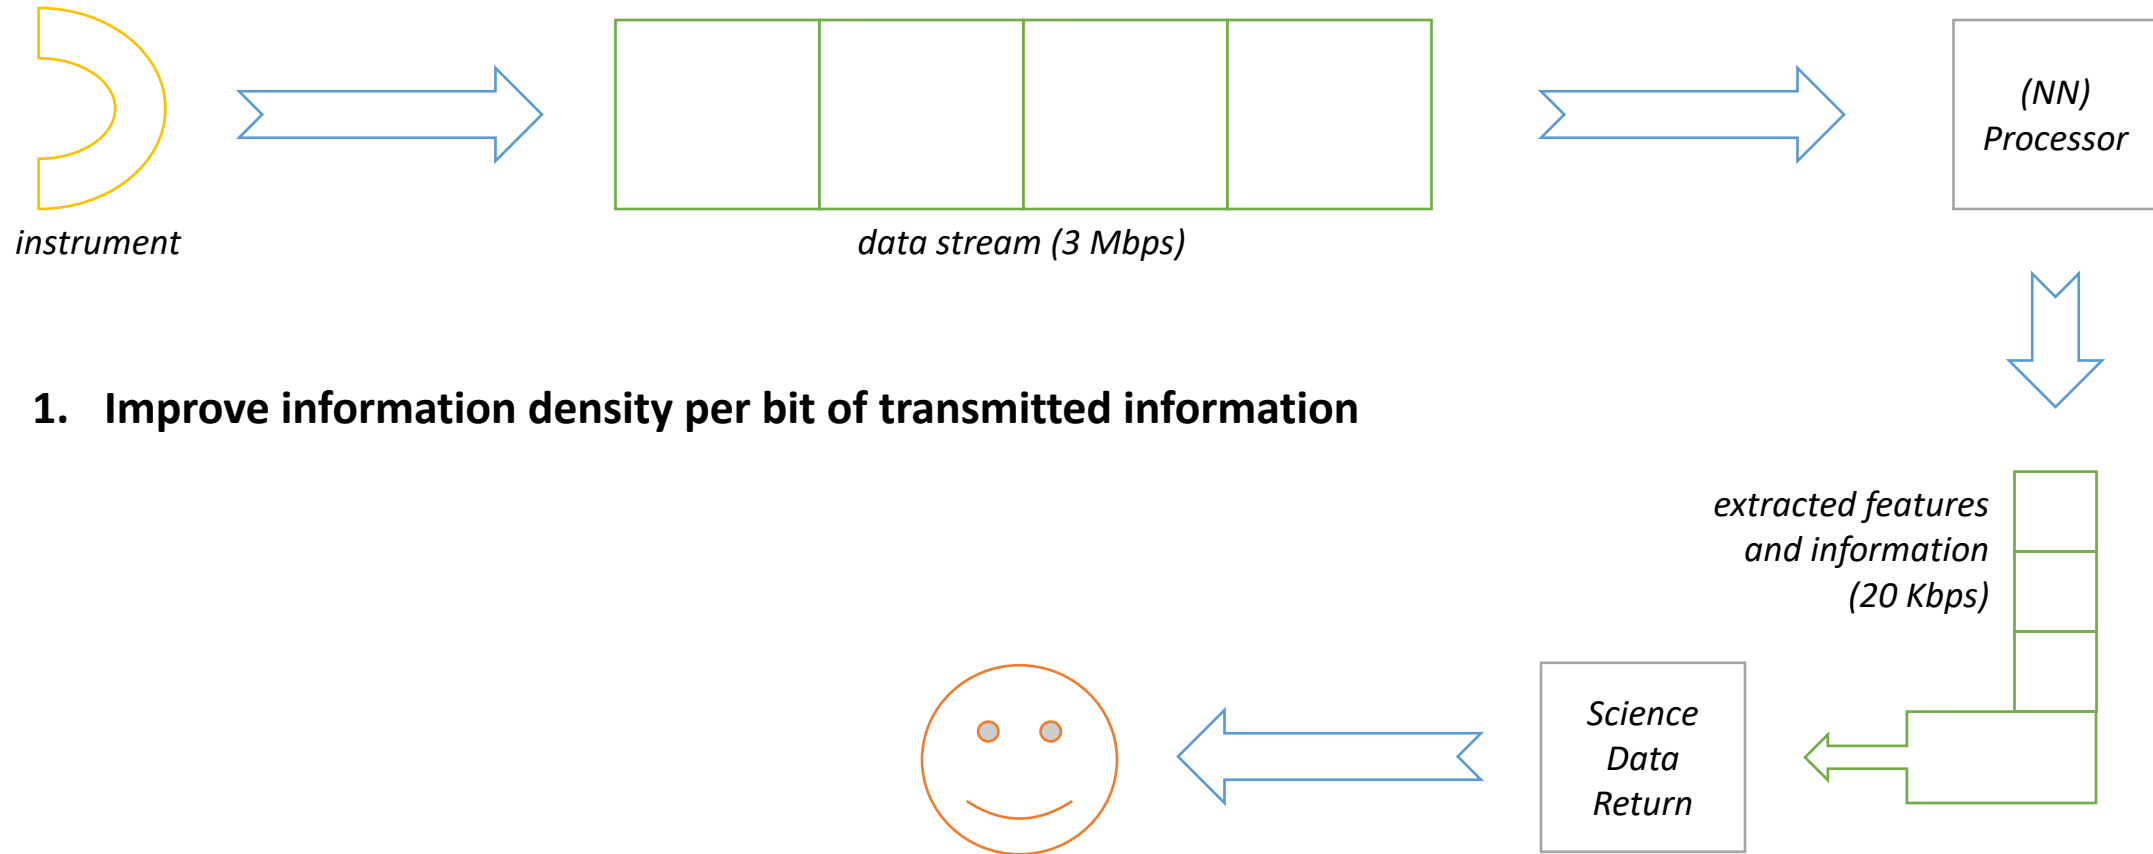 (NN)
Processor
instrument
data stream (3 Mbps)
1. Improve information density per bit of transmitted information
extracted features
and information
(20 Kbps)
Science
Data
Return